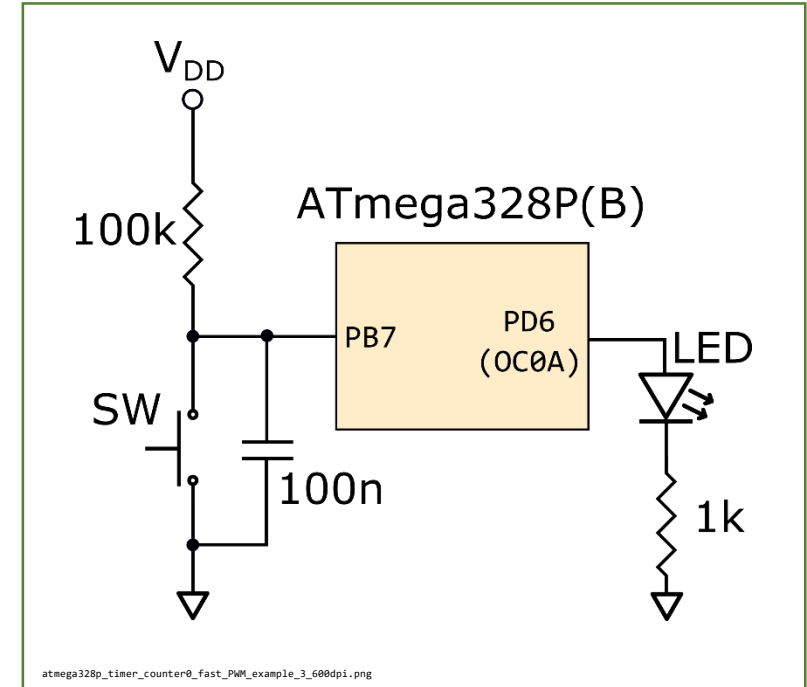 VDD
100k
ATmega328P(B)
PB7
PD6
(OC0A)
LED
SW
100n
1k
atmega328p_timer_counter0_fast_PWM_example_3_600dpi.png